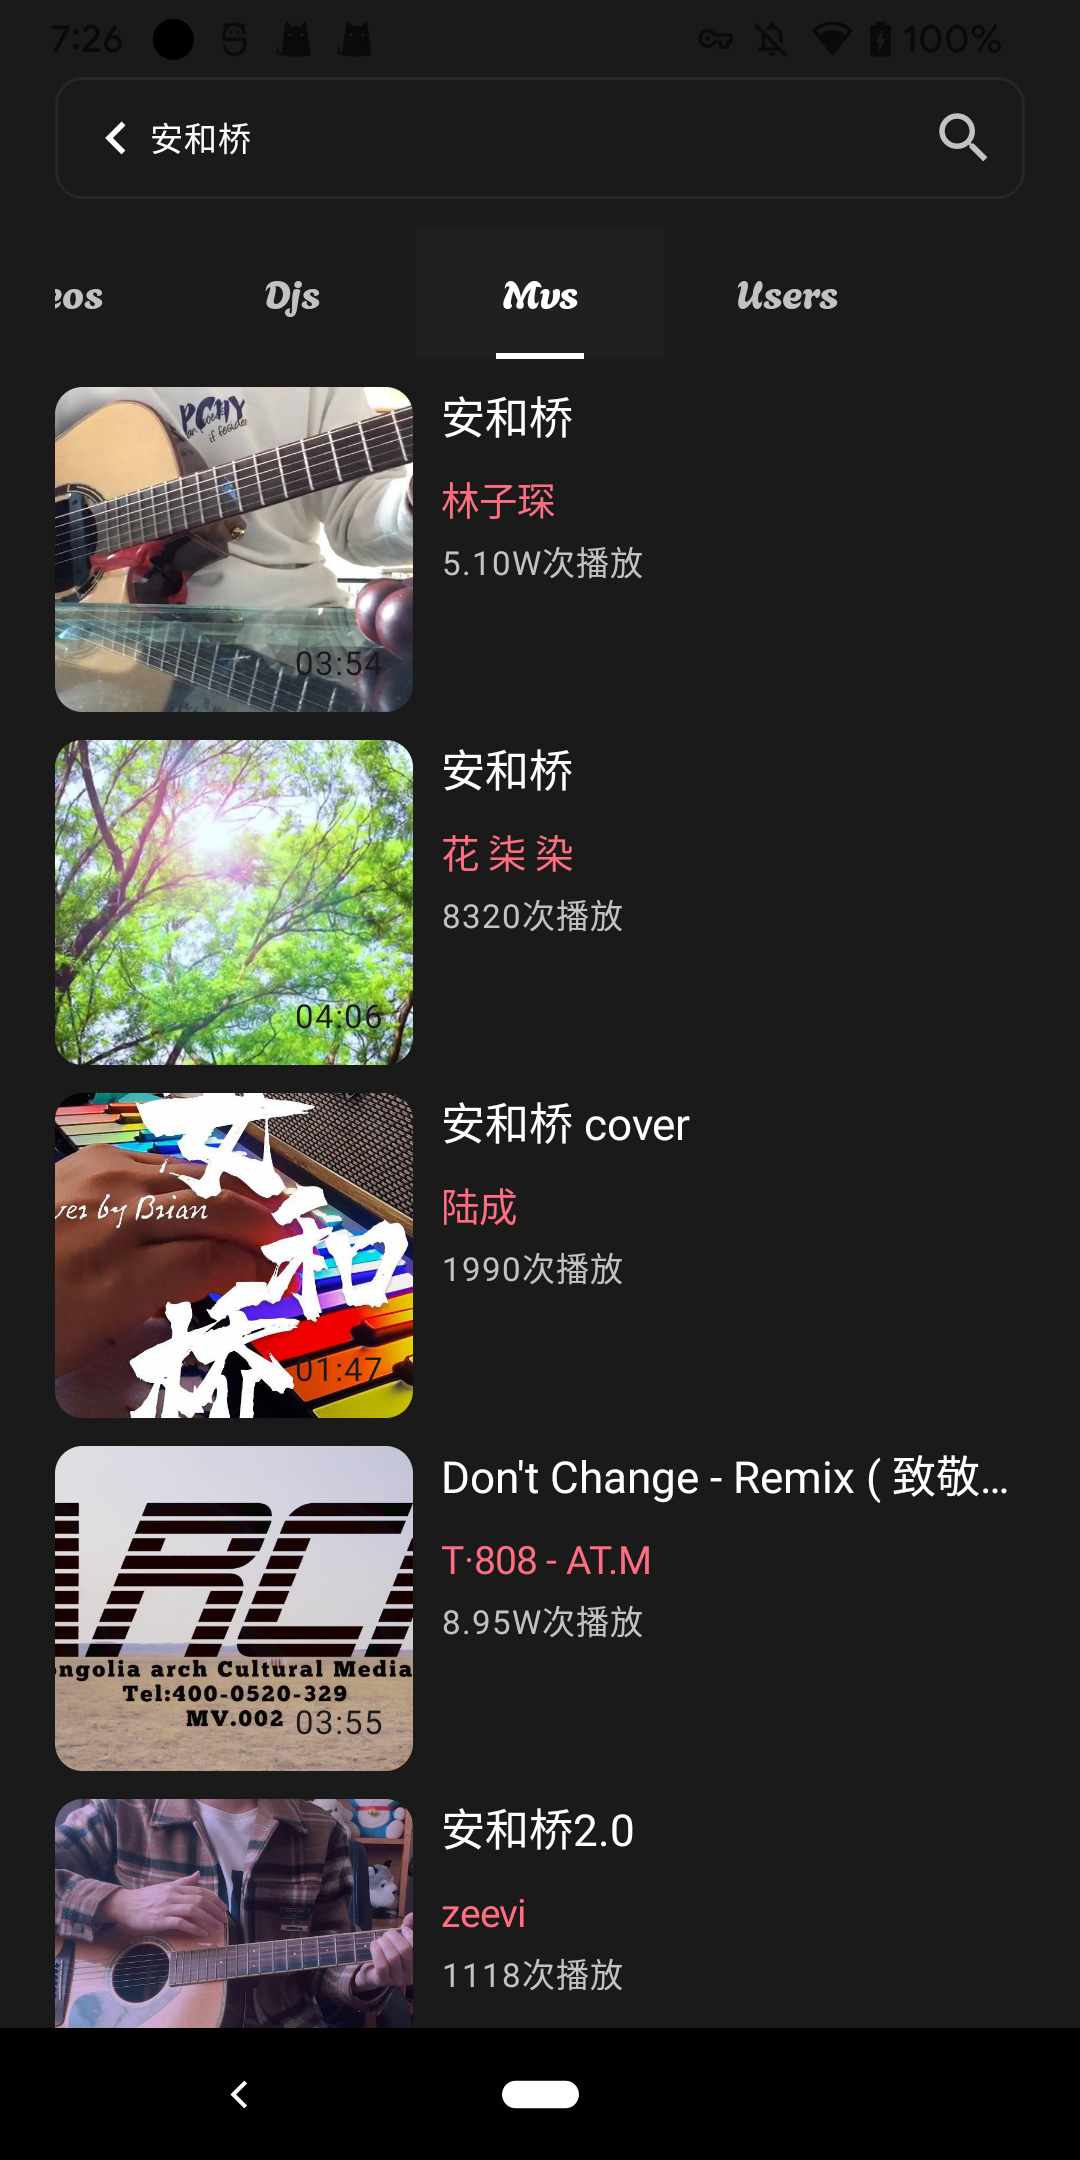 7:26
100%
安和桥
eos
Djs
Mvs
Users
PCHY
if
03:54
安和桥
林子琛
5.10W次播放
04:06
安和桥
花 柒 染
8320次播放
安和桥
ver by Brian
01:47
安和桥 cover
陆成
1990次播放
ARCH
ongolia arch Cultural Media
Tel:400-0520-329
MV.002
03:55
Don't Change - Remix ( 致敬...
T·808 - AT.M
8.95W次播放
安和桥2.0
zeevi
1118次播放